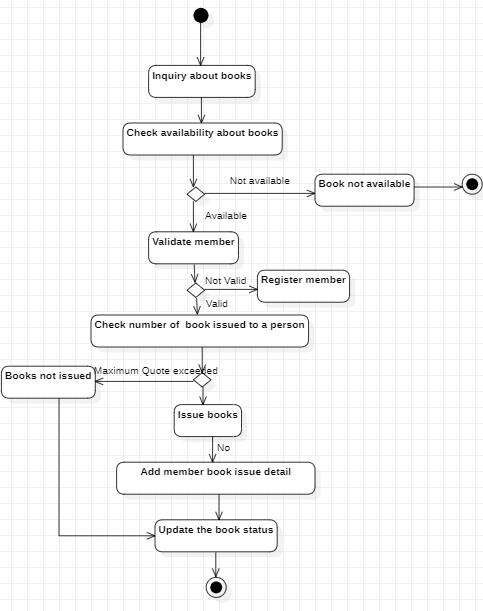 Inquiry about books
Check availability about books
Not available
Book not available
Available
Validate member
Not Valid
Register member
Valid
Check number of book issued to a person
Maximum Quote exceeded
Books not issued
Issue books
No
Add member book issue detail
Update the book status